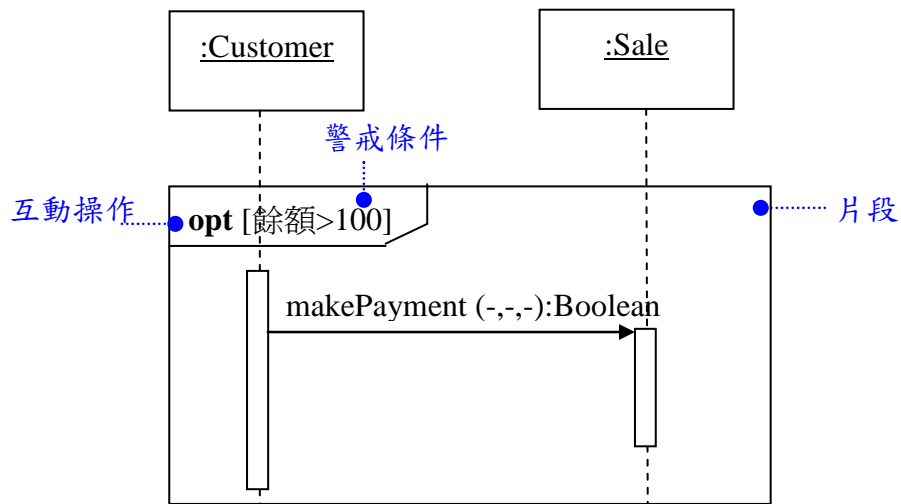 :Customer
:Sale
警戒條件
互動操作
opt [餘額>100]
片段
makePayment (-,-,-):Boolean